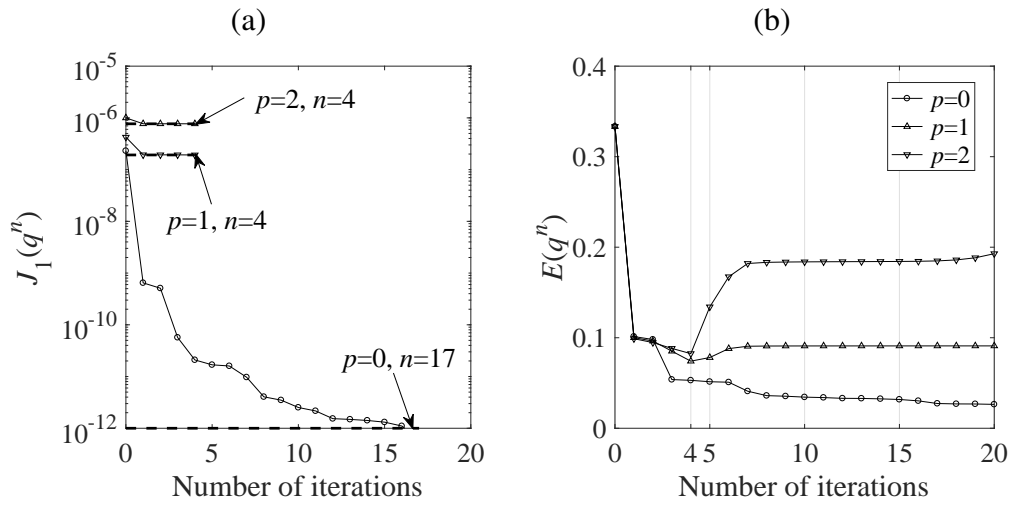 (a)
10^-5
10^-6
10^-8
10^-10
10^-12
J_1(q^n)
p=2, n=4
p=1, n=4
p=0, n=17
0 5 10 15 20
Number of iterations
(b)
0.4
0.3
0.2
0.1
0
E(q^n)
p=0
p=1
p=2
0 4 5 10 15 20
Number of iterations